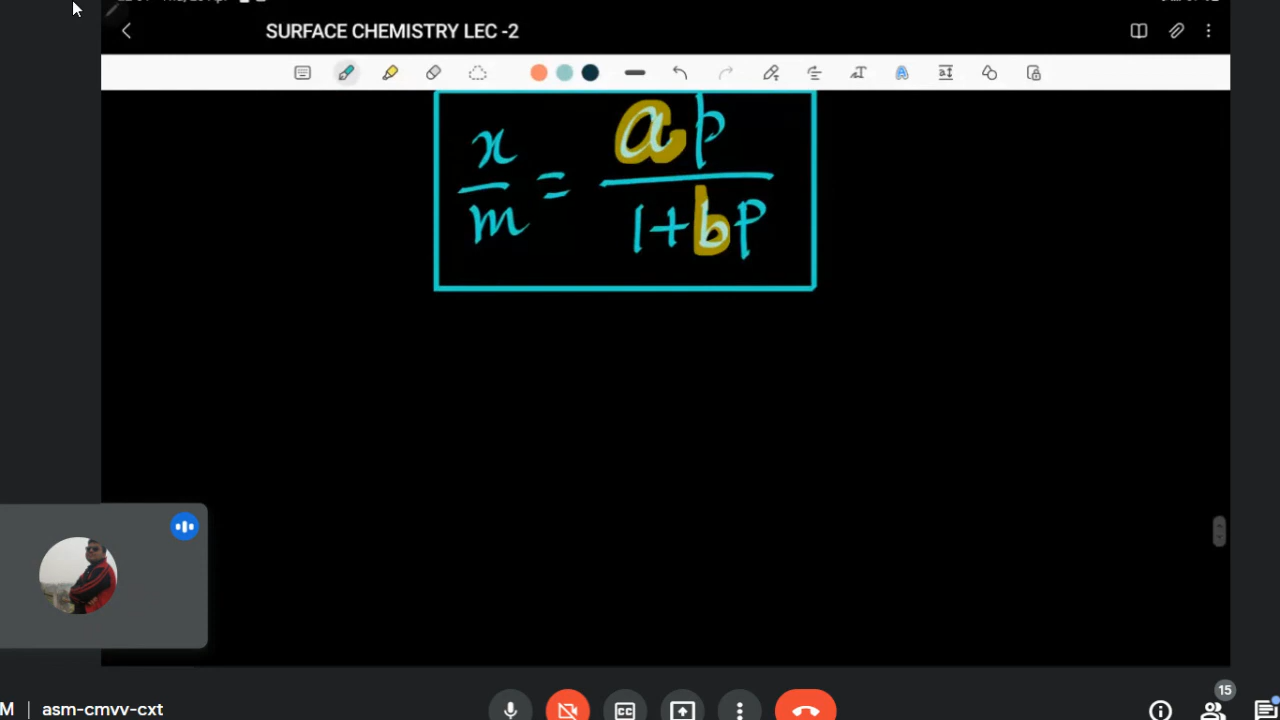 SURFACE CHEMISTRY LEC -2
x/m = ap/1+bp
15
M | asm-cmvv-cxt